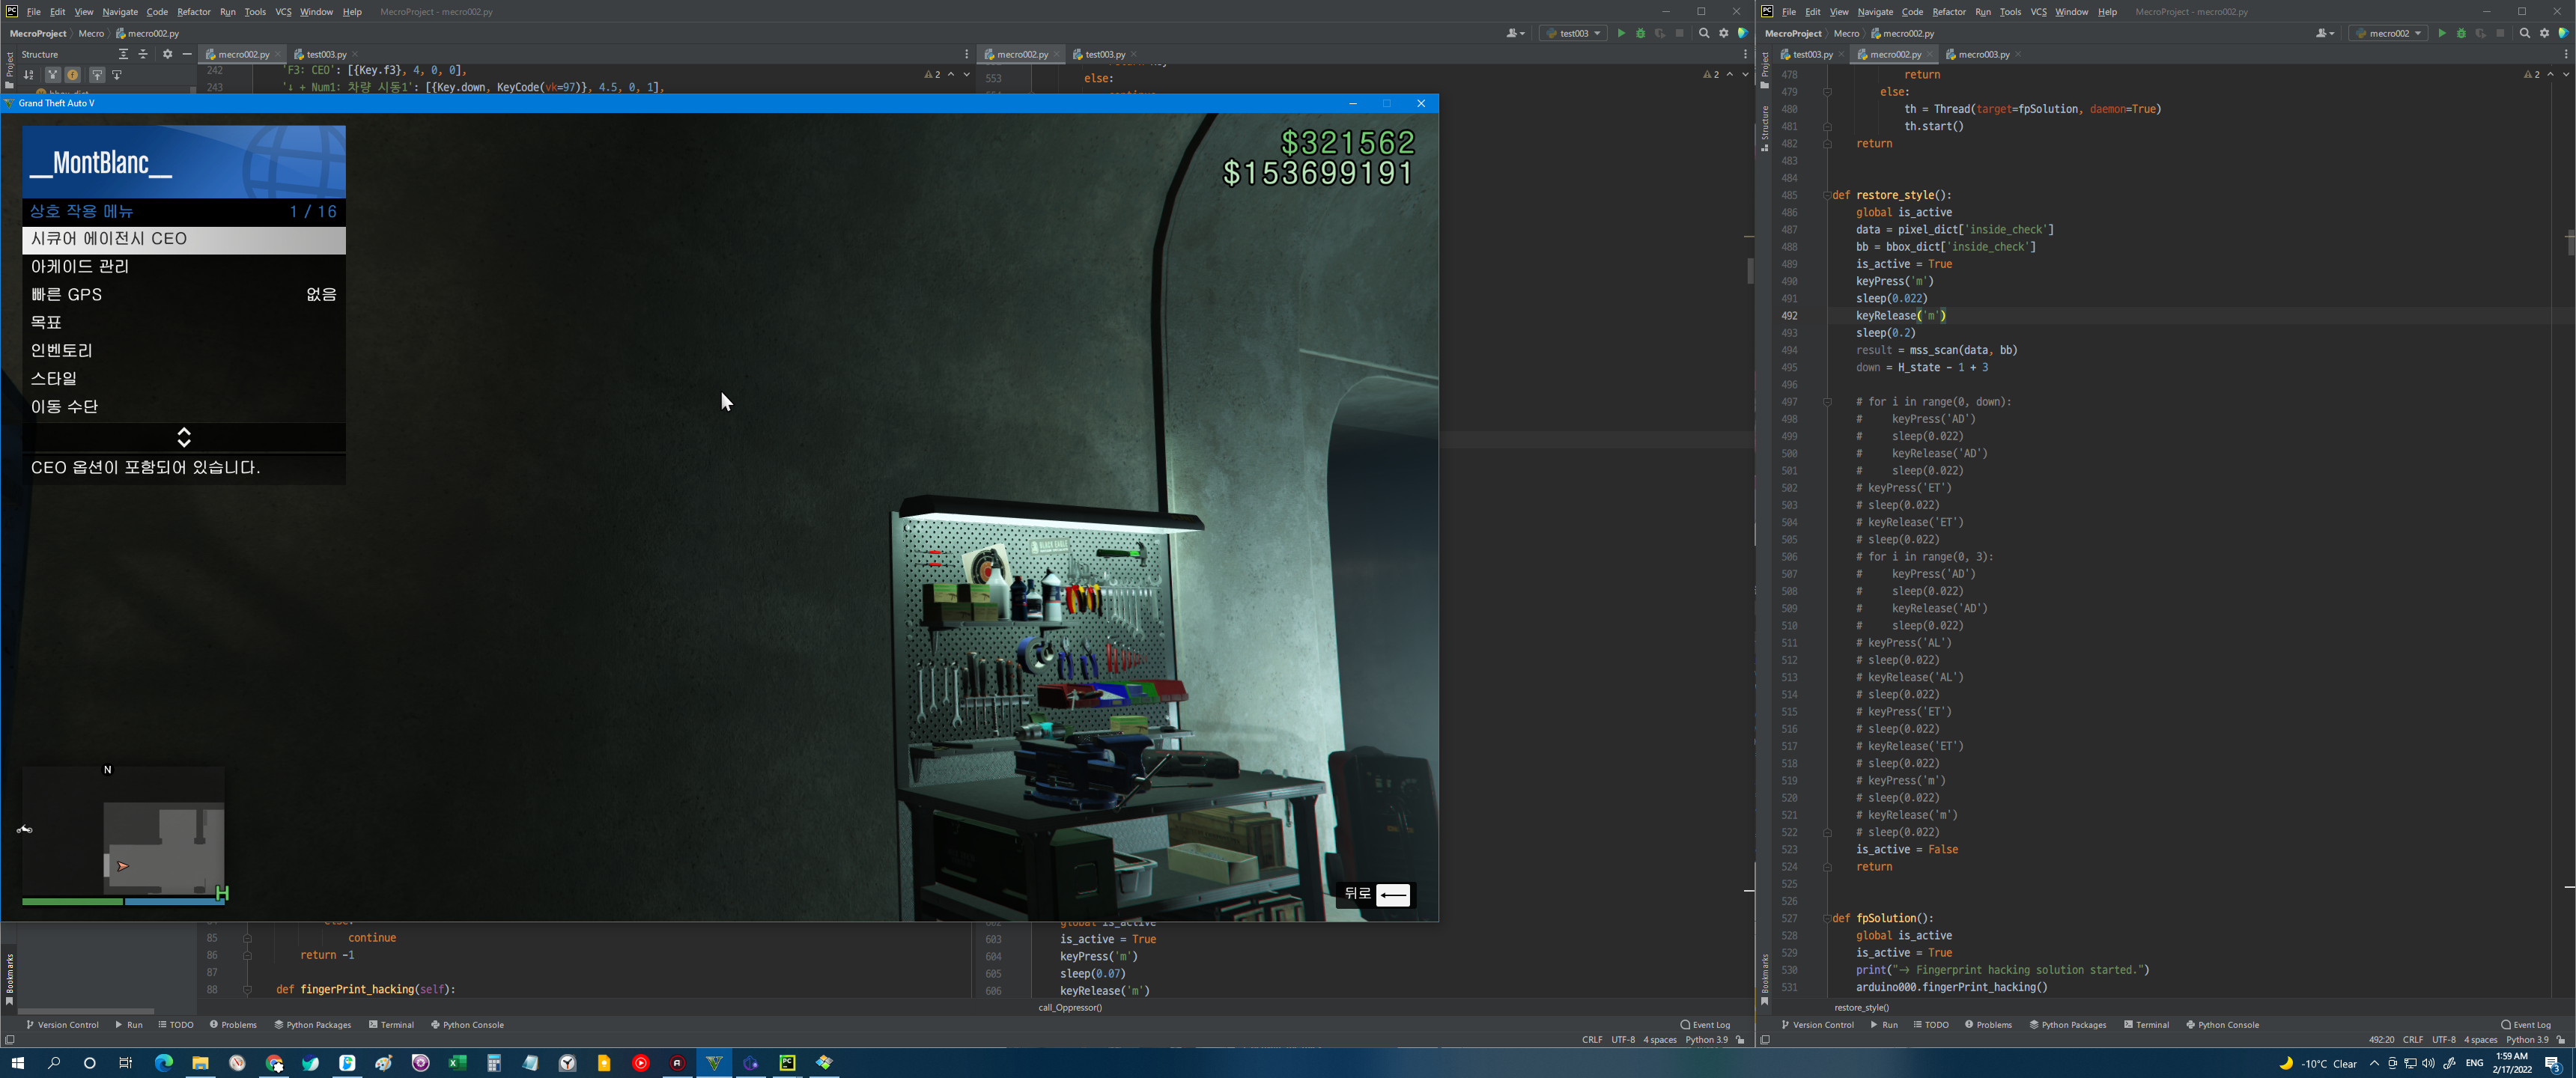 File Edit View Navigate Code Refactor Run Tools VCS Window Help MecroProject - mecro002.py
MecroProject Mecro mecro002.py
test003
Structure
mecro002.py test003.py
242 'F3: CEO': [{Key.f3}, 4, 0, 0],
243 '↓ + Num1: 차량 시동1': [{Key.down, KeyCode(vk=97)}, 4.5, 0, 1],
2
mecro002.py test003.py
553 else:
2
Grand Theft Auto V
__MontBlanc__
상호 작용 메뉴 1 / 16
시큐어 에이전시 CEO
아케이드 관리
빠른 GPS 없음
목표
인벤토리
스타일
이동 수단
CEO 옵션이 포함되어 있습니다.
$321562
$153699191
BLACK EAGLE
N
H
뒤로
85 continue
86 return -1
87
88 def fingerPrint_hacking(self):
602 global is_active
603 is_active = True
604 keyPress('m')
605 sleep(0.07)
606 keyRelease('m')
call_Oppressor()
Project
Bookmarks
Version Control Run TODO Problems Python Packages Terminal Python Console Event Log
CRLF UTF-8 4 spaces Python 3.9
File Edit View Navigate Code Refactor Run Tools VCS Window Help MecroProject - mecro002.py
MecroProject Mecro mecro002.py
mecro002
test003.py mecro002.py mecro003.py
Project
Structure
Bookmarks
2
478 return
479 else:
480 th = Thread(target=fpSolution, daemon=True)
481 th.start()
482 return
483
484
485 def restore_style():
486 global is_active
487 data = pixel_dict['inside_check']
488 bb = bbox_dict['inside_check']
489 is_active = True
490 keyPress('m')
491 sleep(0.022)
492 keyRelease('m')
493 sleep(0.2)
494 result = mss_scan(data, bb)
495 down = H_state - 1 + 3
496
497 # for i in range(0, down):
498 # keyPress('AD')
499 # sleep(0.022)
500 # keyRelease('AD')
501 # sleep(0.022)
502 # keyPress('ET')
503 # sleep(0.022)
504 # keyRelease('ET')
505 # sleep(0.022)
506 # for i in range(0, 3):
507 # keyPress('AD')
508 # sleep(0.022)
509 # keyRelease('AD')
510 # sleep(0.022)
511 # keyPress('AL')
512 # sleep(0.022)
513 # keyRelease('AL')
514 # sleep(0.022)
515 # keyPress('ET')
516 # sleep(0.022)
517 # keyRelease('ET')
518 # sleep(0.022)
519 # keyPress('m')
520 # sleep(0.022)
521 # keyRelease('m')
522 # sleep(0.022)
523 is_active = False
524 return
525
526
527 def fpSolution():
528 global is_active
529 is_active = True
530 print("→ Fingerprint hacking solution started.")
531 arduino000.fingerPrint_hacking()
restore_style()
Version Control Run TODO Problems Python Packages Terminal Python Console Event Log
492:20 CRLF UTF-8 4 spaces Python 3.9
-10°C Clear ENG 1:59 AM
2/17/2022
3